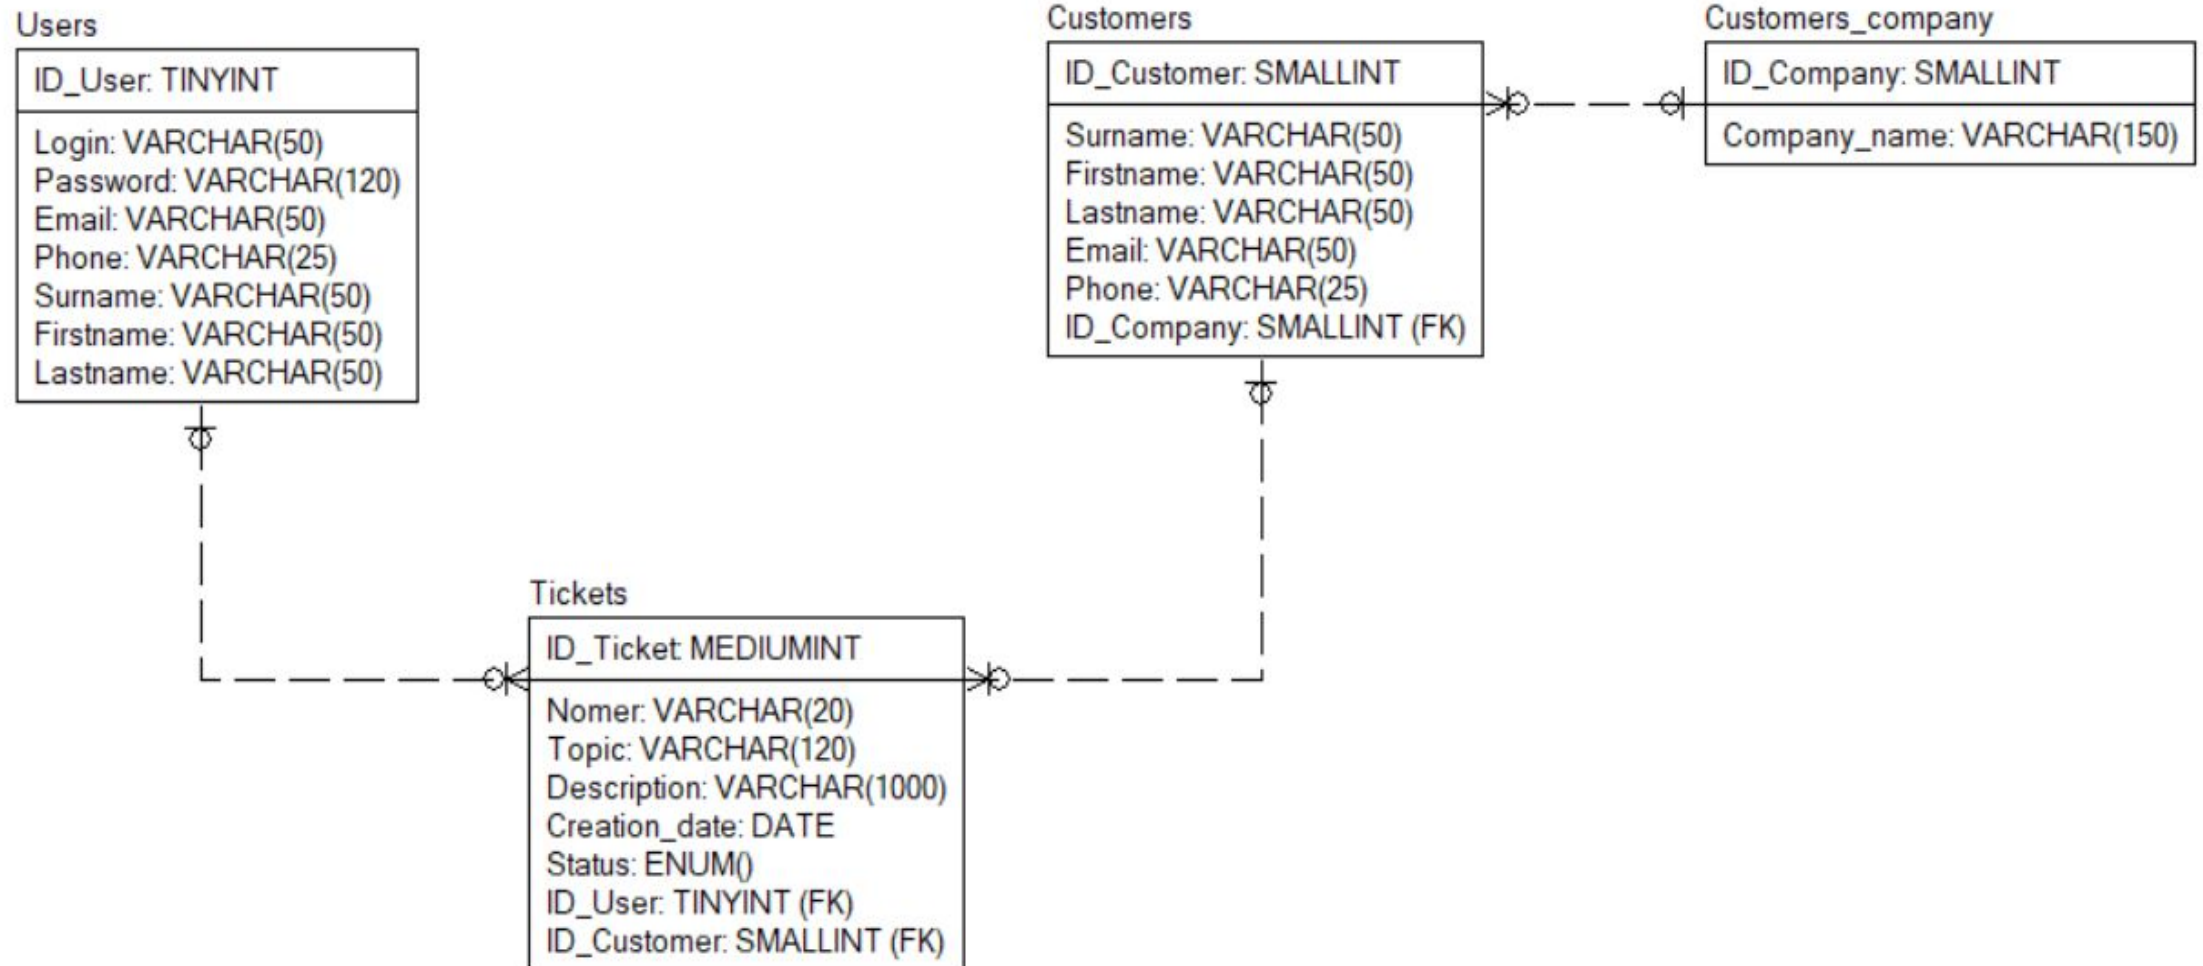 Users
ID_User: TINYINT
Login: VARCHAR(50)
Password: VARCHAR(120)
Email: VARCHAR(50)
Phone: VARCHAR(25)
Surname: VARCHAR(50)
Firstname: VARCHAR(50)
Lastname: VARCHAR(50)
Customers
ID_Customer: SMALLINT
Surname: VARCHAR(50)
Firstname: VARCHAR(50)
Lastname: VARCHAR(50)
Email: VARCHAR(50)
Phone: VARCHAR(25)
ID_Company: SMALLINT (FK)
Customers_company
ID_Company: SMALLINT
Company_name: VARCHAR(150)
Tickets
ID_Ticket: MEDIUMINT
Nomer: VARCHAR(20)
Topic: VARCHAR(120)
Description: VARCHAR(1000)
Creation_date: DATE
Status: ENUM()
ID_User: TINYINT (FK)
ID_Customer: SMALLINT (FK)